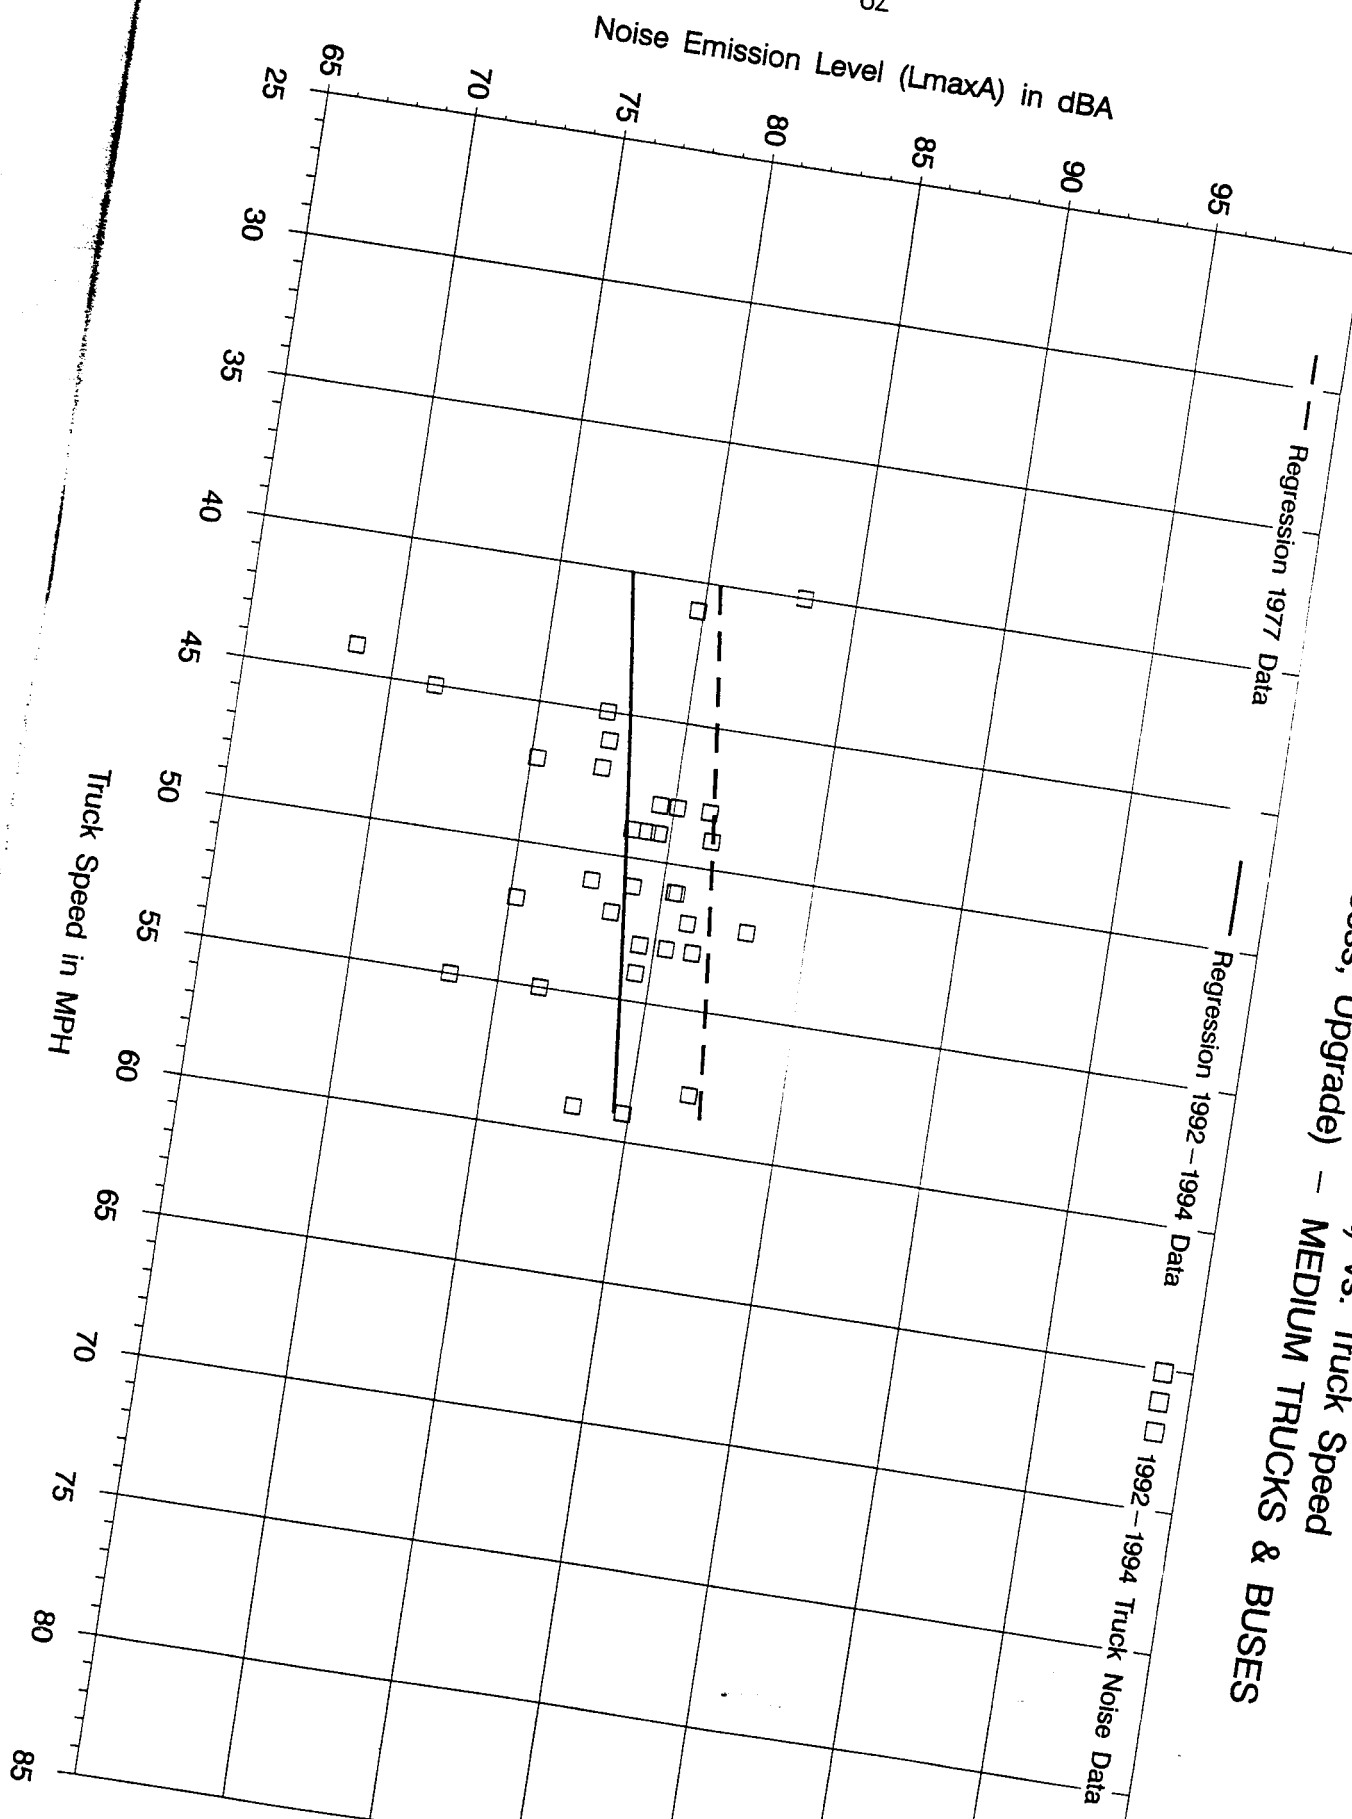 vs. Truck Speed
Upgrade) – MEDIUM TRUCKS & BUSES
— — Regression 1977 Data
—— Regression 1992–1994 Data
□ □ □ 1992–1994 Truck Noise Data
Noise Emission Level (LmaxA) in dBA
95
90
85
80
75
70
65
25 30 35 40 45 50 55 60 65 70 75 80 85
Truck Speed in MPH